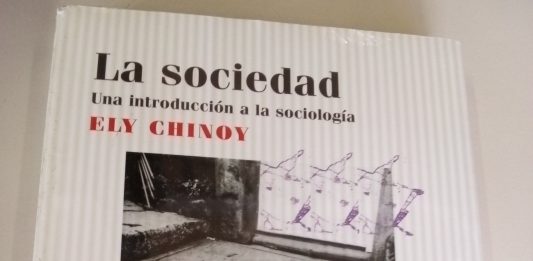 La sociedad
Una introducción a la sociología
ELY CHINOY